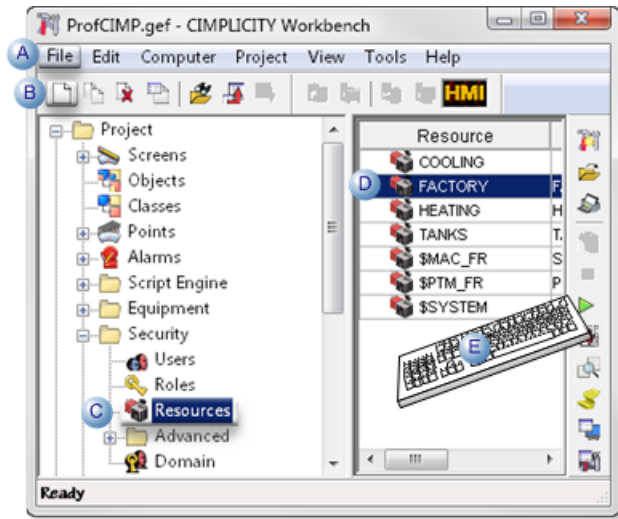 ProfCIMP.gef - CIMPLICITY Workbench
A File Edit Computer Project View Tools Help
B HMI
Project
Screens
Objects
Classes
Points
Alarms
Script Engine
Equipment
Security
Users
Roles
C Resources
Advanced
Domain
Resource
COOLING
D FACTORY F
HEATING H
TANKS T
$MAC_FR S
$PTM_FR P
$SYSTEM
E
Ready